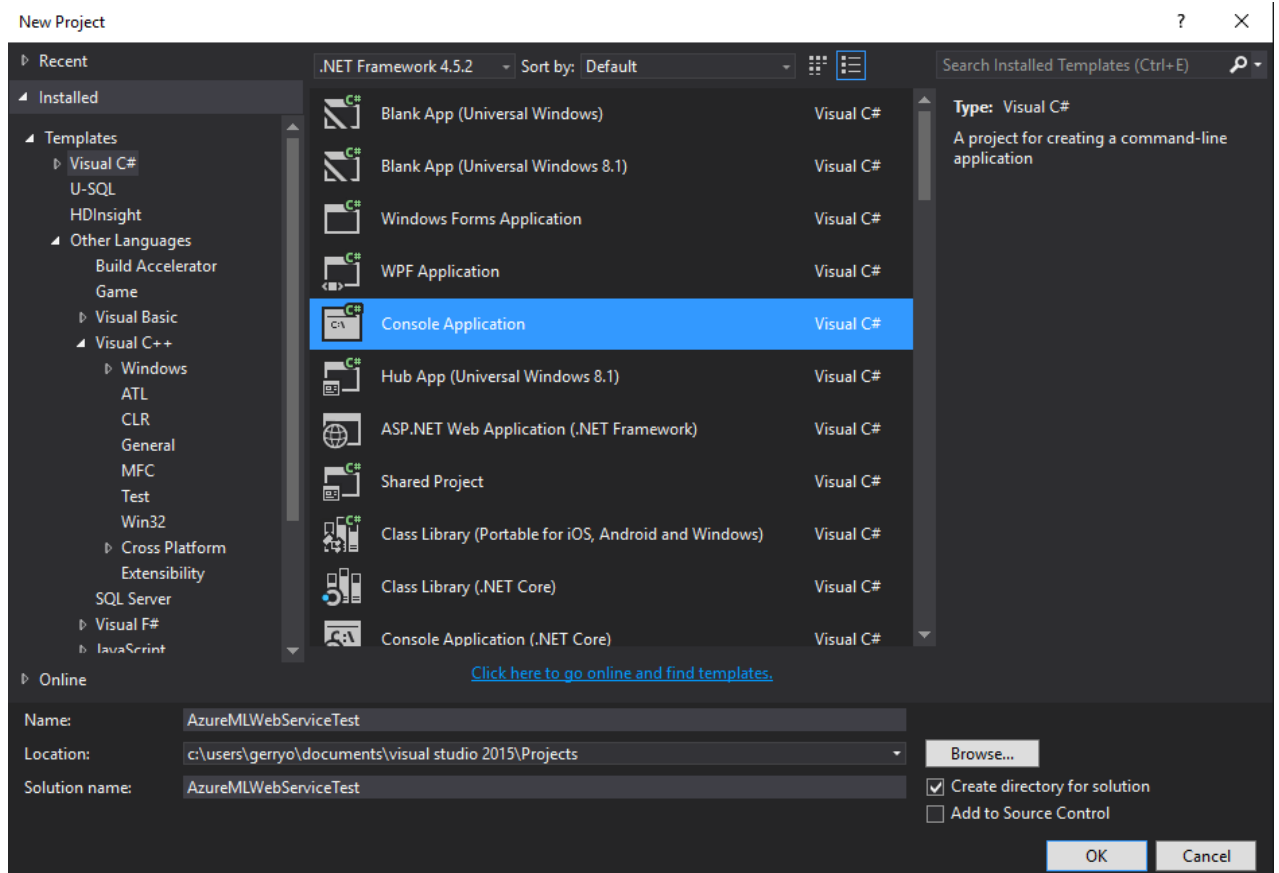 New Project
?
Recent
Installed
Templates
Visual C#
U-SQL
HDInsight
Other Languages
Build Accelerator
Game
Visual Basic
Visual C++
Windows
ATL
CLR
General
MFC
Test
Win32
Cross Platform
Extensibility
SQL Server
Visual F#
JavaScript
Online
.NET Framework 4.5.2 Sort by: Default
Blank App (Universal Windows) Visual C#
Blank App (Universal Windows 8.1) Visual C#
Windows Forms Application Visual C#
WPF Application Visual C#
Console Application Visual C#
Hub App (Universal Windows 8.1) Visual C#
ASP.NET Web Application (.NET Framework) Visual C#
Shared Project Visual C#
Class Library (Portable for iOS, Android and Windows) Visual C#
Class Library (.NET Core) Visual C#
Console Application (.NET Core) Visual C#
Click here to go online and find templates.
Search Installed Templates (Ctrl+E)
Type: Visual C#
A project for creating a command-line
application
Name: AzureMLWebServiceTest
Location: c:\users\gerryo\documents\visual studio 2015\Projects
Browse...
Solution name: AzureMLWebServiceTest
Create directory for solution
Add to Source Control
OK Cancel